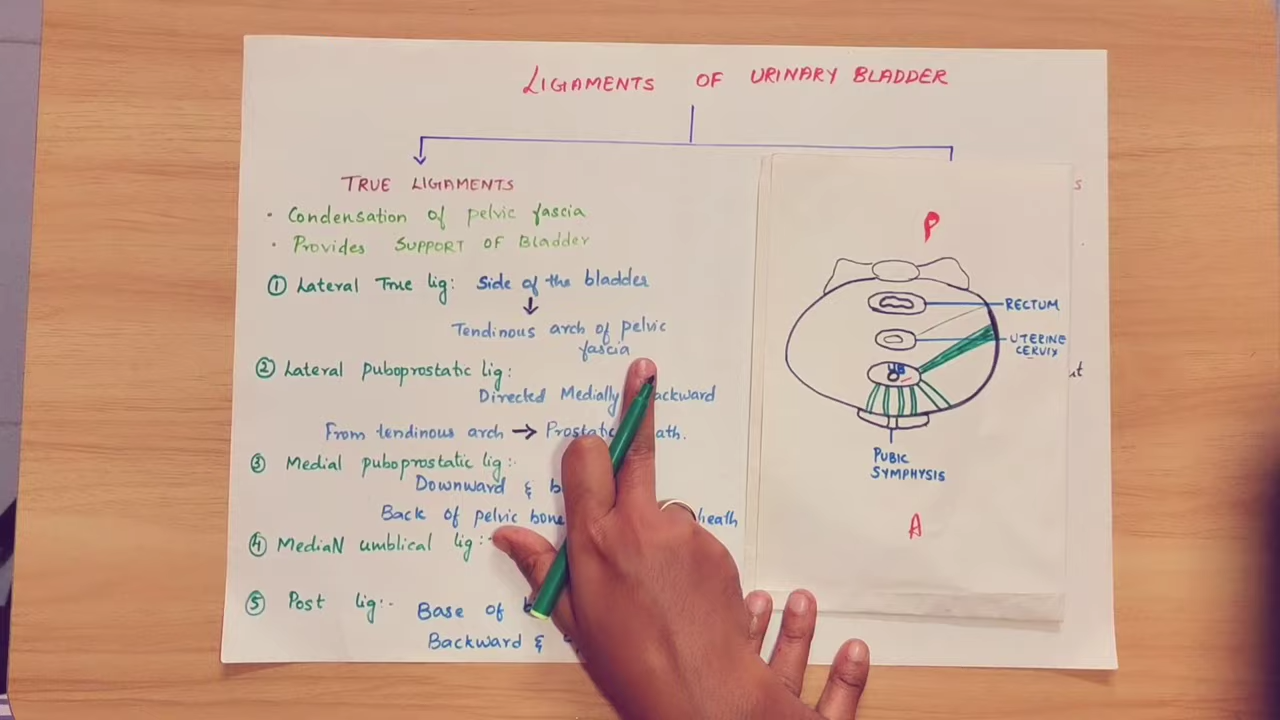 LIGAMENTS OF URINARY BLADDER
TRUE LIGAMENTS
· Condensation of pelvic fascia
· Provides SUPPORT OF Bladder
① Lateral True lig: Side of the bladder
Tendinous arch of pelvic
fascia
② Lateral puboprostatic lig:
Directed Medially
From tendinous arch → Prostatic
③ Medial puboprostatic lig:-
Downward &
Back of pelvic bone
④ MediaN umblical lig:-
⑤ Post lig:- Base of
Backward &
P
RECTUM
UTERINE
CERVIX
UB
PUBIC
SYMPHYSIS
A